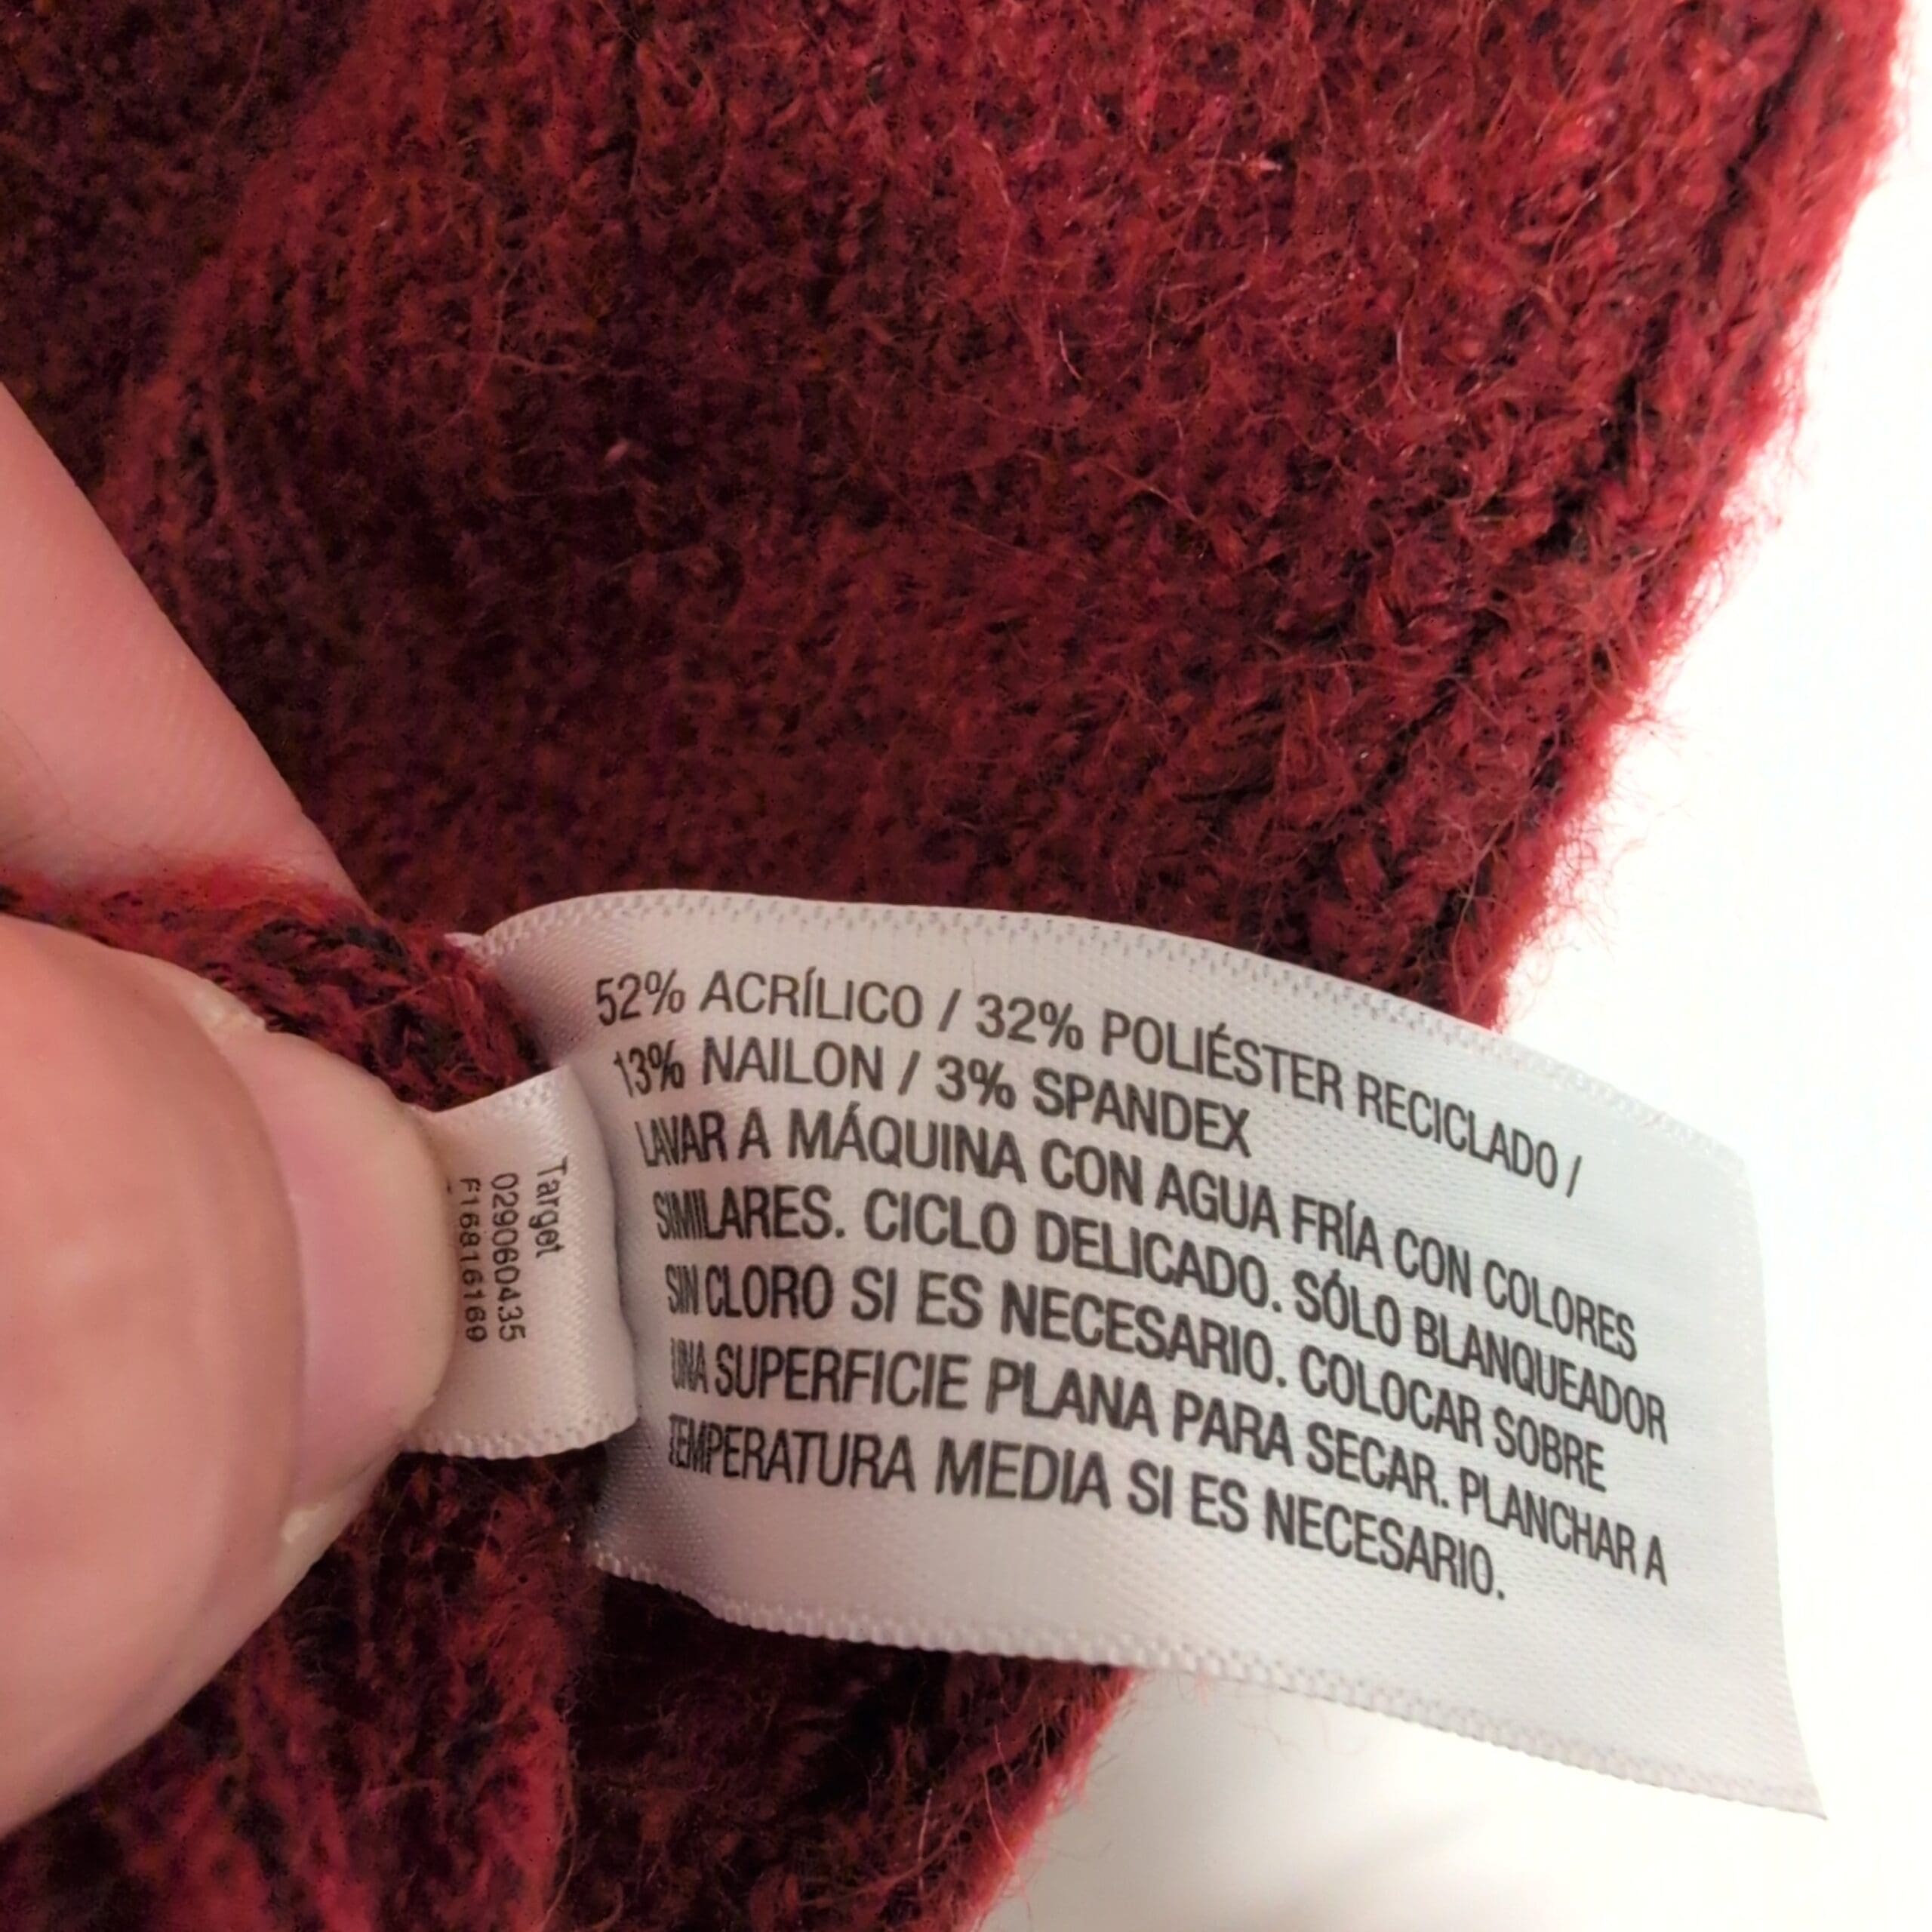 52% ACRÍLICO / 32% POLIÉSTER RECICLADO /
13% NAILON / 3% SPANDEX
LAVAR A MÁQUINA CON AGUA FRÍA CON COLORES
SIMILARES. CICLO DELICADO. SÓLO BLANQUEADOR
SIN CLORO SI ES NECESARIO. COLOCAR SOBRE
UNA SUPERFICIE PLANA PARA SECAR. PLANCHAR A
TEMPERATURA MEDIA SI ES NECESARIO.
Target
029060435
F16816169